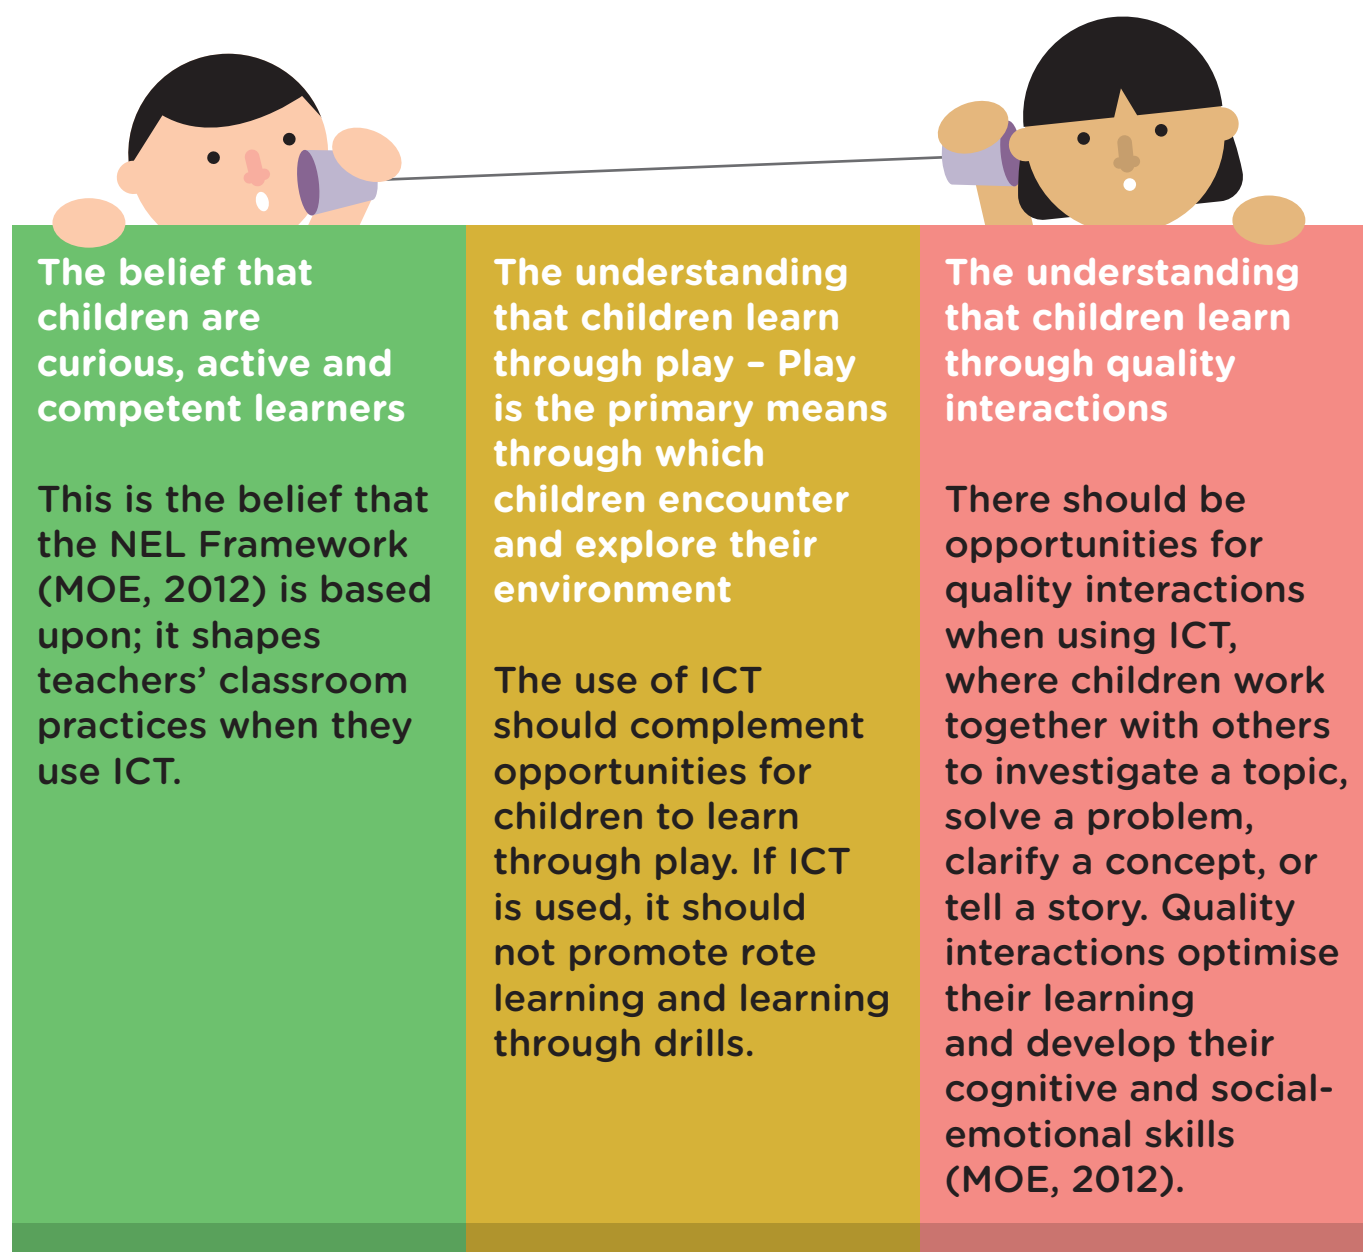 The belief that
children are
curious, active and
competent learners
This is the belief that
the NEL Framework
(MOE, 2012) is based
upon; it shapes
teachers’ classroom
practices when they
use ICT.
The understanding
that children learn
through play – Play
is the primary means
through which
children encounter
and explore their
environment
The use of ICT
should complement
opportunities for
children to learn
through play. If ICT
is used, it should
not promote rote
learning and learning
through drills.
The understanding
that children learn
through quality
interactions
There should be
opportunities for
quality interactions
when using ICT,
where children work
together with others
to investigate a topic,
solve a problem,
clarify a concept, or
tell a story. Quality
interactions optimise
their learning
and develop their
cognitive and social-
emotional skills
(MOE, 2012).